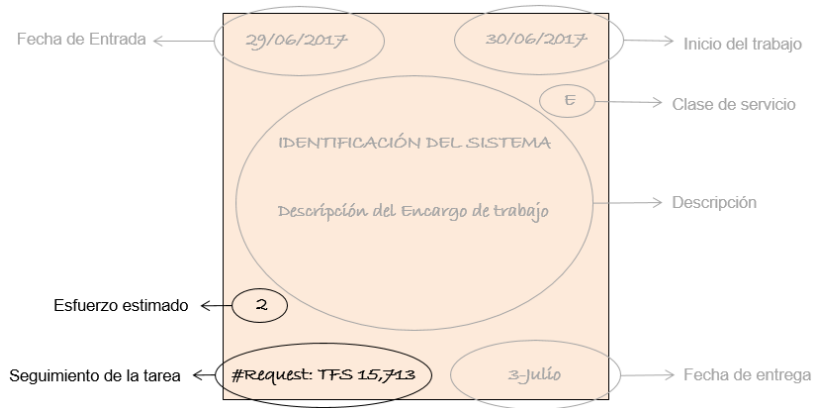 Fecha de Entrada
29/06/2017
30/06/2017
Inicio del trabajo
E
Clase de servicio
IDENTIFICACIÓN DEL SISTEMA
Descripción del Encargo de trabajo
Descripción
Esfuerzo estimado
2
Seguimiento de la tarea
#Request: TFS 15,713
3-Julio
Fecha de entrega